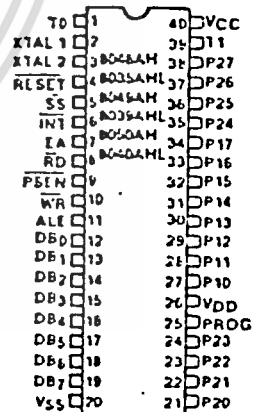 T0 1 40 VCC
XTAL 1 2 39 T1
XTAL 2 3 8048AH 38 P27
RESET 4 8035AHL 37 P26
SS 5 8049AH 36 P25
INT 6 8039AHL 35 P24
EA 7 8050AH 34 P17
RD 8 8040AHL 33 P16
PSEN 9 32 P15
WR 10 31 P14
ALE 11 30 P13
DB0 12 29 P12
DB1 13 28 P11
DB2 14 27 P10
DB3 15 26 VDD
DB4 16 25 PROG
DB5 17 24 P23
DB6 18 23 P22
DB7 19 22 P21
VSS 20 21 P20